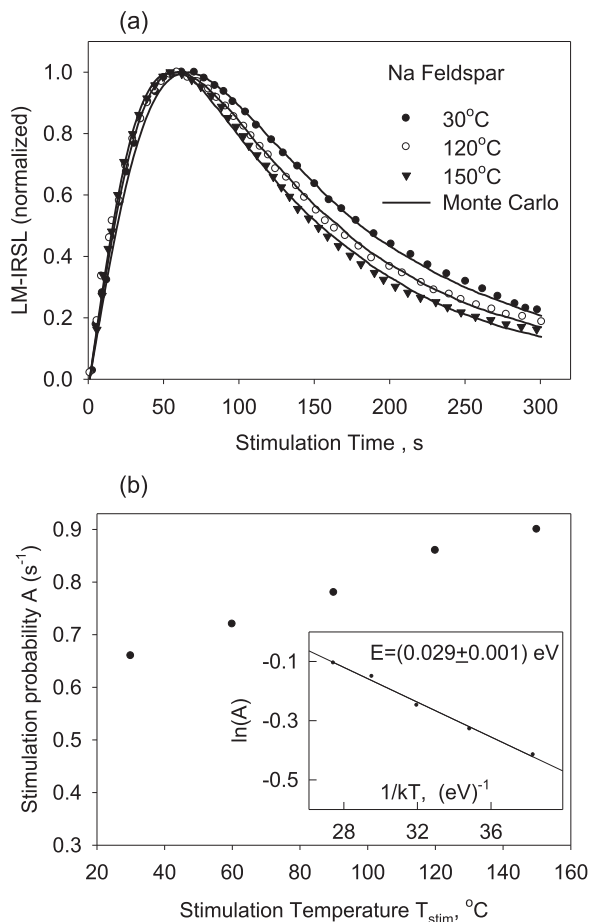 (a)
LM-IRSL (normalized)
1.0
0.8
0.6
0.4
0.2
0.0
Na Feldspar
30°C
120°C
150°C
Monte Carlo
0 50 100 150 200 250 300
Stimulation Time , s
(b)
Stimulation probability A (s⁻¹)
0.9
0.8
0.7
0.6
0.5
0.4
0.3
E=(0.029±0.001) eV
ln(A)
-0.1
-0.3
-0.5
1/kT, (eV)⁻¹
28 32 36
20 40 60 80 100 120 140 160
Stimulation Temperature Tstim, °C